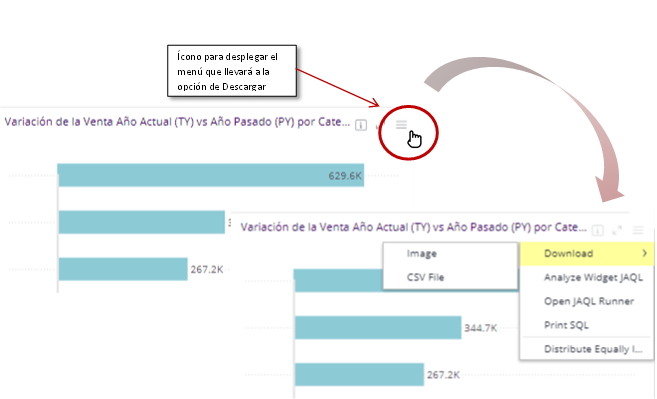 Ícono para desplegar el
menú que llevará a la
opción de Descargar
Variación de la Venta Año Actual (TY) vs Año Pasado (PY) por Cate...
629.6K
3
267.2K
Variación de la Venta Año Actual (TY) vs Año Pasado (PY) por Cate...
Image
CSV File
Download
Analyze Widget JAQL
Open JAQL Runner
Print SQL
Distribute Equally I...
344.7K
267.2K